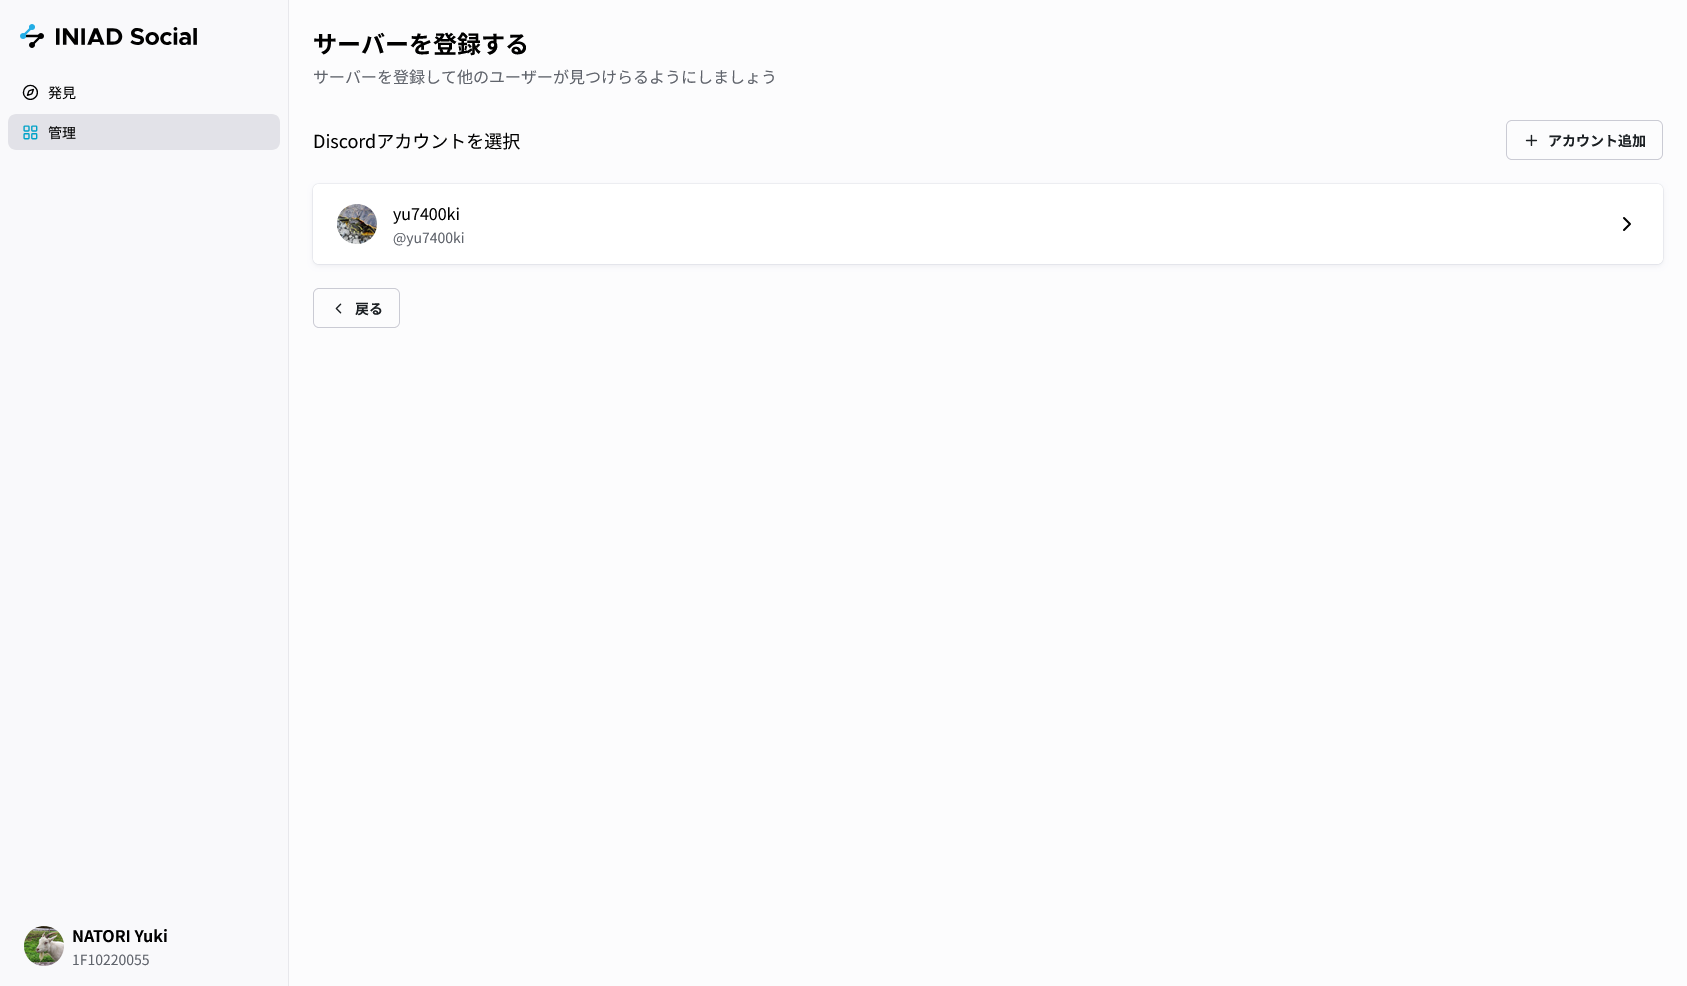 INIAD Social
発見
管理
サーバーを登録する
サーバーを登録して他のユーザーが見つけらるようにしましょう
Discordアカウントを選択
アカウント追加
yu7400ki
@yu7400ki
戻る
NATORI Yuki
1F10220055